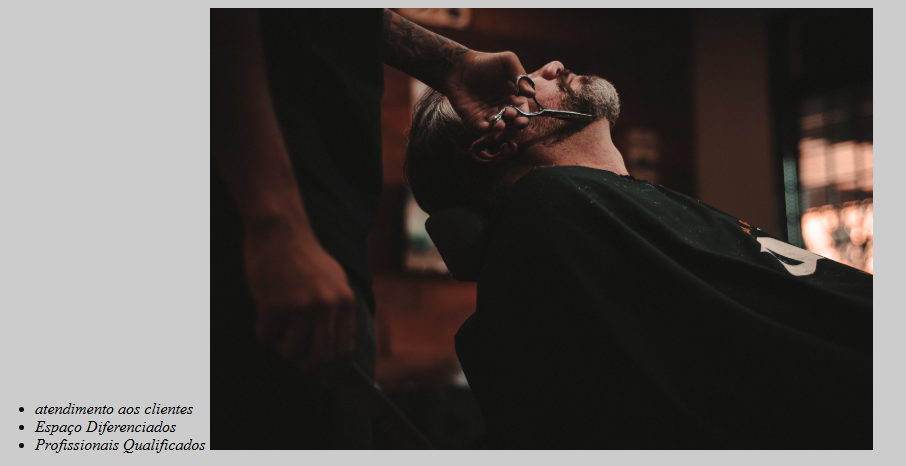 atendimento aos clientes
Espaço Diferenciados
Profissionais Qualificados